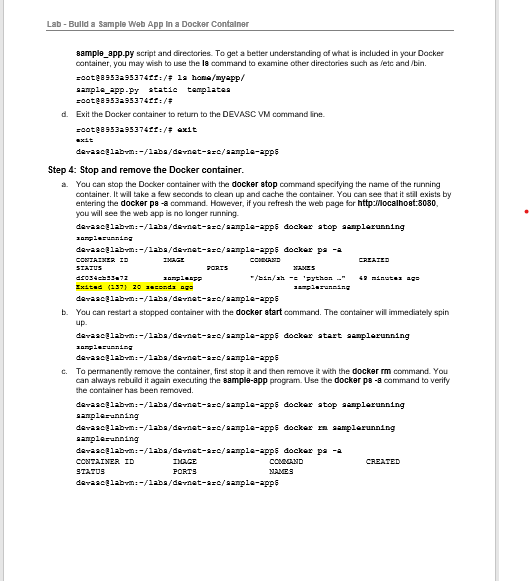 Lab - Build a Sample Web App in a Docker Container
sample_app.py script and directories. To get a better understanding of what is included in your Docker
container, you may wish to use the ls command to examine other directories such as /etc and /bin.
root@8953a95374ff:/# ls home/myapp/
sample_app.py static templates
root@8953a95374ff:/#
d. Exit the Docker container to return to the DEVASC VM command line.
root@8953a95374ff:/# exit
exit
devasc@labvm:~/labs/devnet-src/sample-app$
Step 4: Stop and remove the Docker container.
a. You can stop the Docker container with the docker stop command specifying the name of the running
container. It will take a few seconds to clean up and cache the container. You can see that it still exists by
entering the docker ps -a command. However, if you refresh the web page for http://localhost:8080,
you will see the web app is no longer running.
devasc@labvm:~/labs/devnet-src/sample-app$ docker stop samplerunning
samplerunning
devasc@labvm:~/labs/devnet-src/sample-app$ docker ps -a
CONTAINER ID IMAGE COMMAND CREATED
STATUS PORTS NAMES
df034cb53e72 sampleapp "/bin/sh -c 'python …" 49 minutes ago
Exited (137) 20 seconds ago samplerunning
devasc@labvm:~/labs/devnet-src/sample-app$
b. You can restart a stopped container with the docker start command. The container will immediately spin
up.
devasc@labvm:~/labs/devnet-src/sample-app$ docker start samplerunning
samplerunning
devasc@labvm:~/labs/devnet-src/sample-app$
c. To permanently remove the container, first stop it and then remove it with the docker rm command. You
can always rebuild it again executing the sample-app program. Use the docker ps -a command to verify
the container has been removed.
devasc@labvm:~/labs/devnet-src/sample-app$ docker stop samplerunning
samplerunning
devasc@labvm:~/labs/devnet-src/sample-app$ docker rm samplerunning
samplerunning
devasc@labvm:~/labs/devnet-src/sample-app$ docker ps -a
CONTAINER ID IMAGE COMMAND CREATED
STATUS PORTS NAMES
devasc@labvm:~/labs/devnet-src/sample-app$